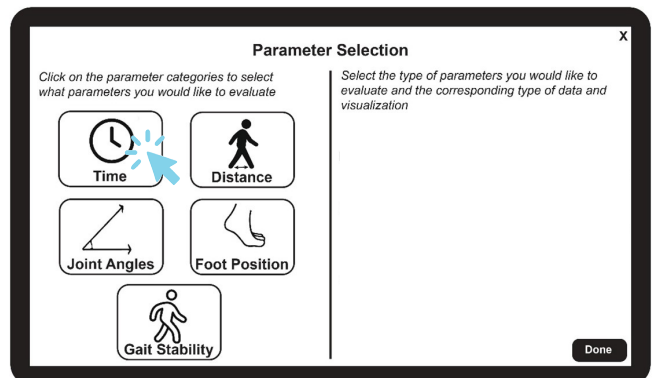 X
Parameter Selection
Click on the parameter categories to select
what parameters you would like to evaluate
Select the type of parameters you would like to
evaluate and the corresponding type of data and
visualization
Time
Distance
Joint Angles
Foot Position
Gait Stability
Done